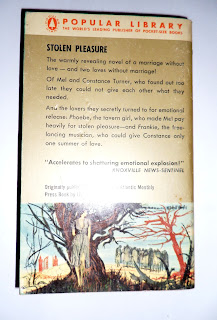 POPULAR LIBRARY
THE WORLD'S LEADING PUBLISHER OF POCKET-SIZE BOOKS
STOLEN PLEASURE
The warmly revealing novel of a marriage without
love — and two loves without marriage!
Of Mel and Constance Turner, who found out too
late they could not give each other what they
needed.
And the lovers they secretly turned to for emotional
release: Phoebe, the tavern girl, who made Mel pay
heavily for stolen pleasure—and Frankie, the free-
lancing musician, who could give Constance only
one summer of love.
"Accelerates to shattering emotional explosion!"
KNOXVILLE NEWS-SENTINEL
Originally
Monthly
Press